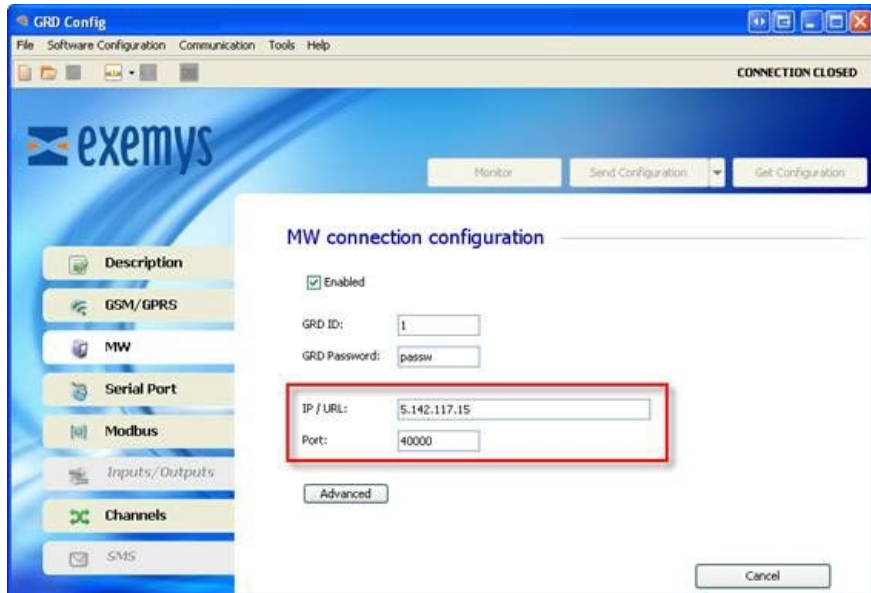 GRD Config
File Software Configuration Communication Tools Help
CONNECTION CLOSED
exemys
Monitor Send Configuration Get Configuration
MW connection configuration
Description
Enabled
GSM/GPRS
GRD ID: 1
MW
GRD Password: passw
Serial Port
IP / URL: 5.142.117.15
Modbus
Port: 40000
Inputs/Outputs
Advanced
Channels
SMS
Cancel